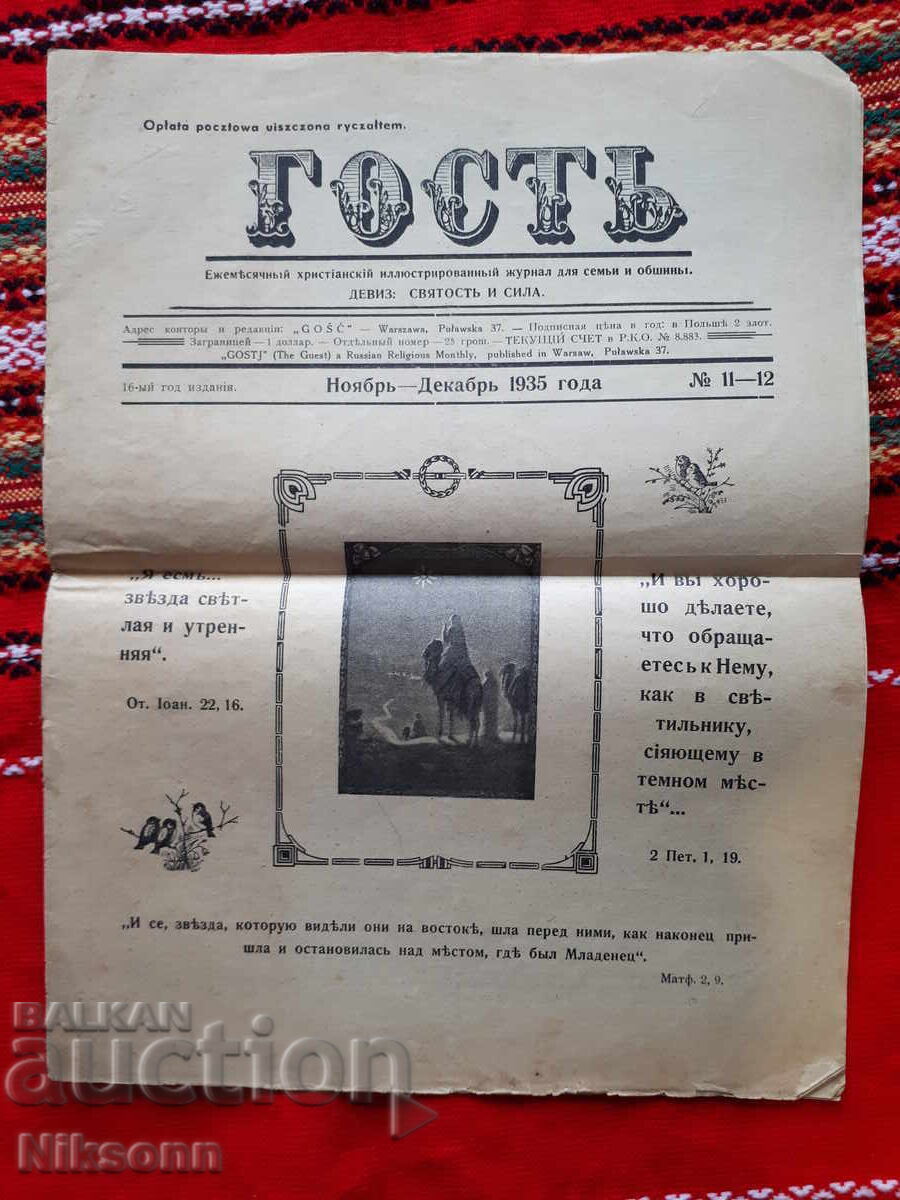 Opłata pocztowa uiszczona ryczałtem.
ГОСТЬ
Ежемѣсячный христіанскій иллюстрированный журнал для семьи и общины.
ДЕВИЗ: СВЯТОСТЬ И СИЛА.
Адрес конторы и редакціи: „GOŚĆ“ — Warszawa, Puławska 37. — Подписная цѣна в год: в Польшѣ 2 злот.
Заграницей—1 доллар. — Отдѣльный номер—25 грош. —ТЕКУЩІЙ СЧЕТ в Р.К.О. № 8.883.
„GOSTJ“ (The Guest) a Russian Religious Monthly, published in Warsaw, Puławska 37.
16-ый год изданія.
Ноябрь—Декабрь 1935 года
№ 11—12
„Я есмь...
звѣзда свѣт-
лая и утрен-
няя“.
От. Іоан. 22, 16.
„И вы хоро-
шо дѣлаете,
что обраща-
етесь к Нему,
как в свѣ-
тильнику,
сіяющему в
темном мѣс-
тѣ“...
2 Пет. 1, 19.
„И се, звѣзда, которую видѣли они на востокѣ, шла перед ними, как наконец при-
шла и остановилась над мѣстом, гдѣ был Младенец“.
Матф. 2, 9.
BALKAN
auction
Niksonn